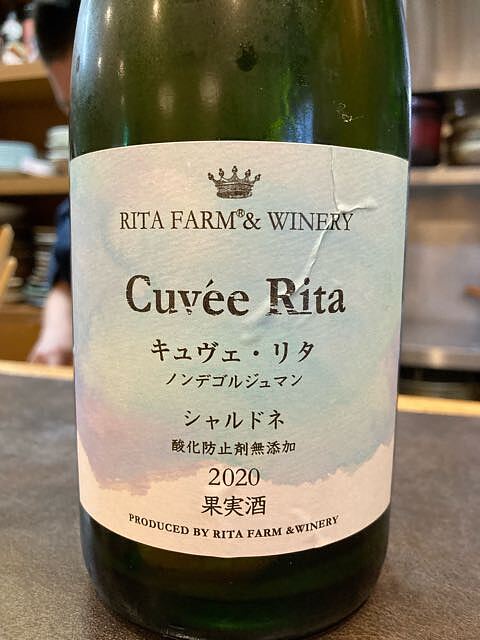 RITA FARM® & WINERY
Cuvée Rita
キュヴェ・リタ
ノンデゴルジュマン
シャルドネ
酸化防止剤無添加
2020
果実酒
PRODUCED BY RITA FARM &WINERY